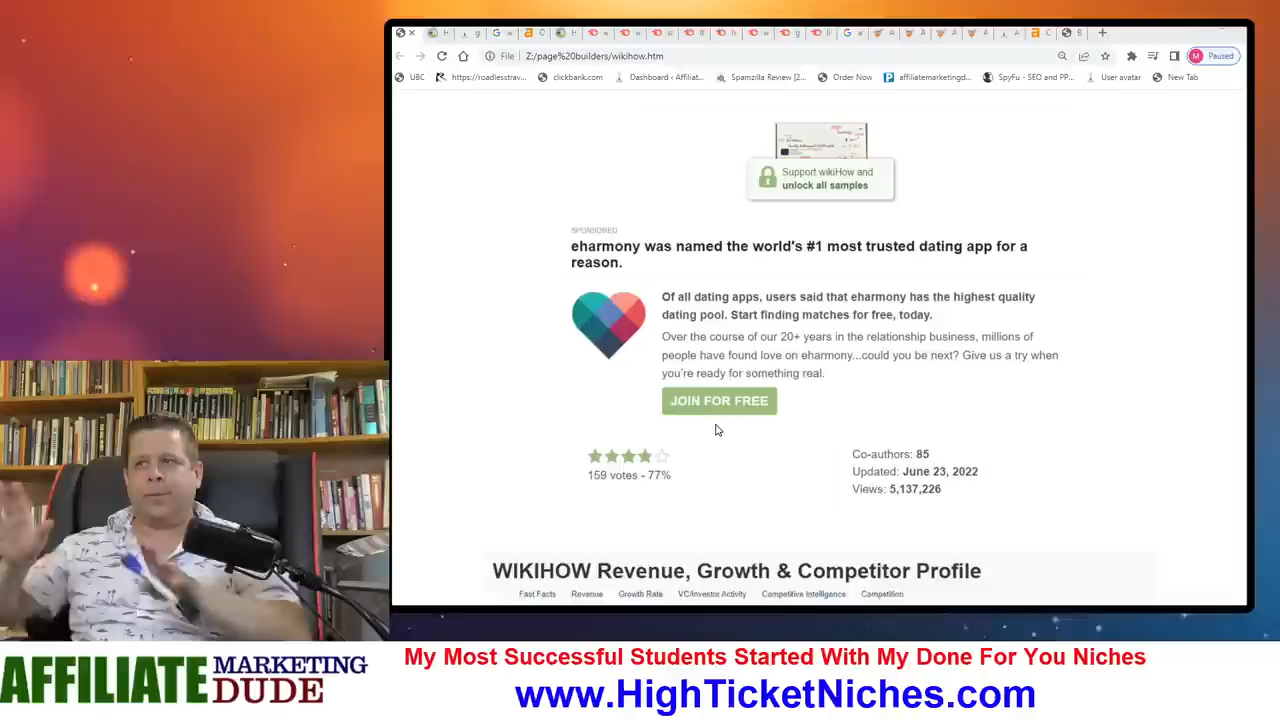 File
Z:/page%20builders/wikihow.htm
Paused
UBC
https://roadlesstrav...
clickbank.com
Dashboard ‹ Affiliat...
Spamzilla Review [2...
Order Now
affiliatemarketingd...
SpyFu - SEO and PP...
User avatar
New Tab
Support wikiHow and
unlock all samples
SPONSORED
eharmony was named the world's #1 most trusted dating app for a
reason.
Of all dating apps, users said that eharmony has the highest quality
dating pool. Start finding matches for free, today.
Over the course of our 20+ years in the relationship business, millions of
people have found love on eharmony...could you be next? Give us a try when
you're ready for something real.
JOIN FOR FREE
159 votes - 77%
Co-authors: 85
Updated: June 23, 2022
Views: 5,137,226
WIKIHOW Revenue, Growth & Competitor Profile
Fast Facts Revenue Growth Rate VC/Investor Activity Competitive Intelligence Competition
AFFILIATE MARKETING DUDE
My Most Successful Students Started With My Done For You Niches
www.HighTicketNiches.com